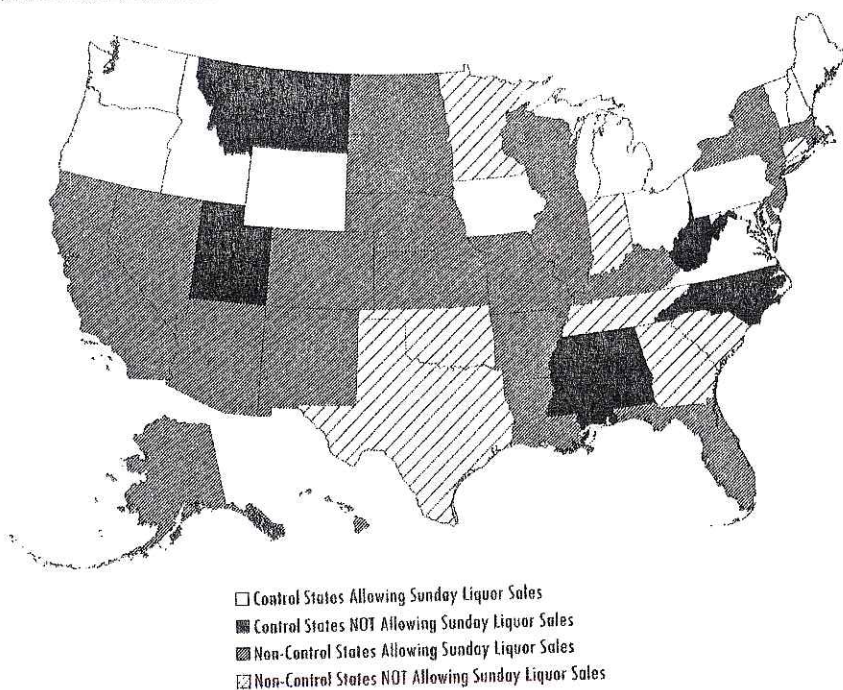 Control States Allowing Sunday Liquor Sales
Control States NOT Allowing Sunday Liquor Sales
Non-Control States Allowing Sunday Liquor Sales
Non-Control States NOT Allowing Sunday Liquor Sales